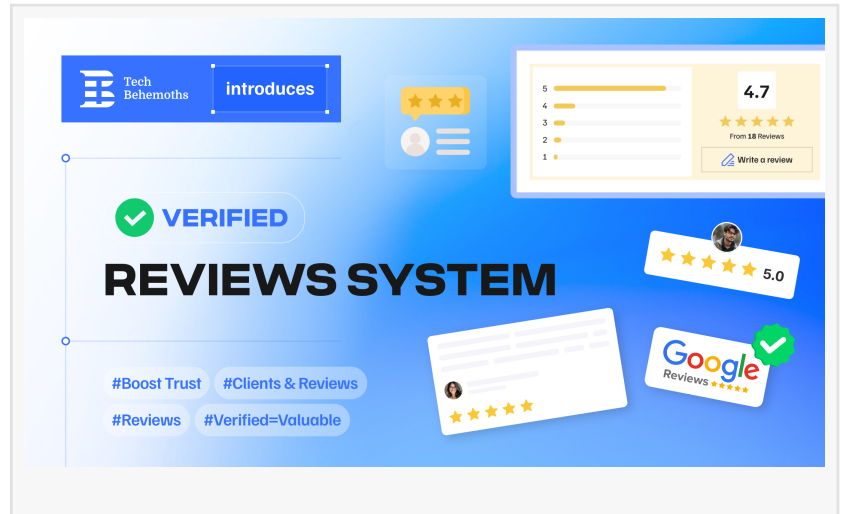 Tech
Behemoths
introduces
VERIFIED
REVIEWS SYSTEM
#Boost Trust
#Clients & Reviews
#Reviews
#Verified=Valuable
5
4
3
2
1
4.7
From 18 Reviews
Write a review
5.0
Google
Reviews